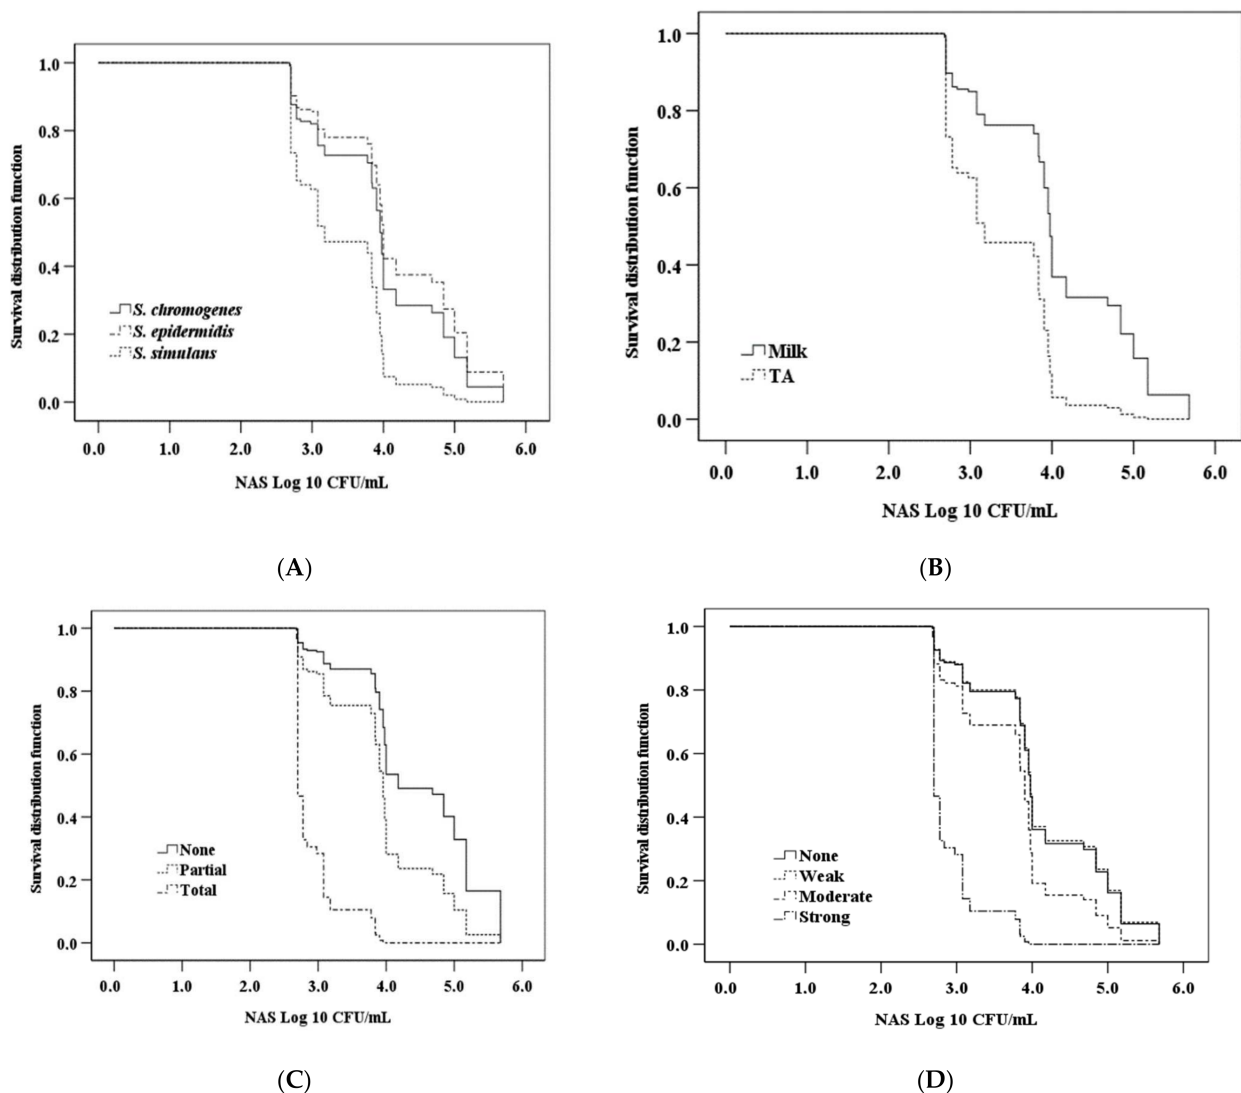 Survival distribution function
1.0
0.8
0.6
0.4
0.2
0.0
S. chromogenes
S. epidermidis
S. simulans
0.0 1.0 2.0 3.0 4.0 5.0 6.0
NAS Log 10 CFU/mL
(A)
Survival distribution function
1.0
0.8
0.6
0.4
0.2
0.0
Milk
TA
0.0 1.0 2.0 3.0 4.0 5.0 6.0
NAS Log 10 CFU/mL
(B)
Survival distribution function
1.0
0.8
0.6
0.4
0.2
0.0
None
Partial
Total
0.0 1.0 2.0 3.0 4.0 5.0 6.0
NAS Log 10 CFU/mL
(C)
Survival distribution function
1.0
0.8
0.6
0.4
0.2
0.0
None
Weak
Moderate
Strong
0.0 1.0 2.0 3.0 4.0 5.0 6.0
NAS Log 10 CFU/mL
(D)